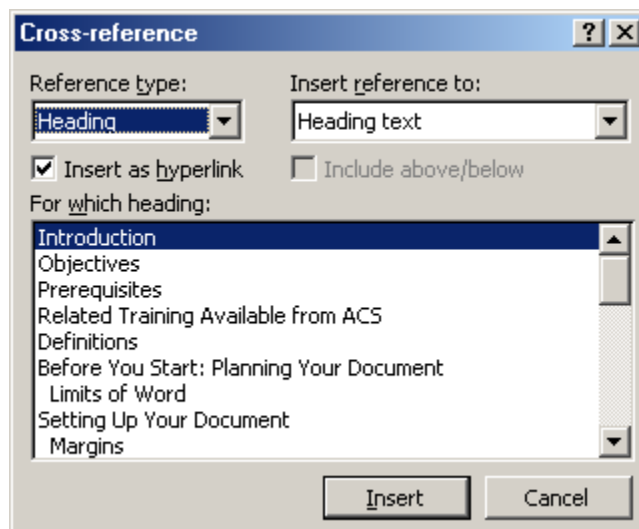 Cross-reference
Reference type: Insert reference to:
Heading Heading text
Insert as hyperlink Include above/below
For which heading:
Introduction
Objectives
Prerequisites
Related Training Available from ACS
Definitions
Before You Start: Planning Your Document
Limits of Word
Setting Up Your Document
Margins
Insert Cancel